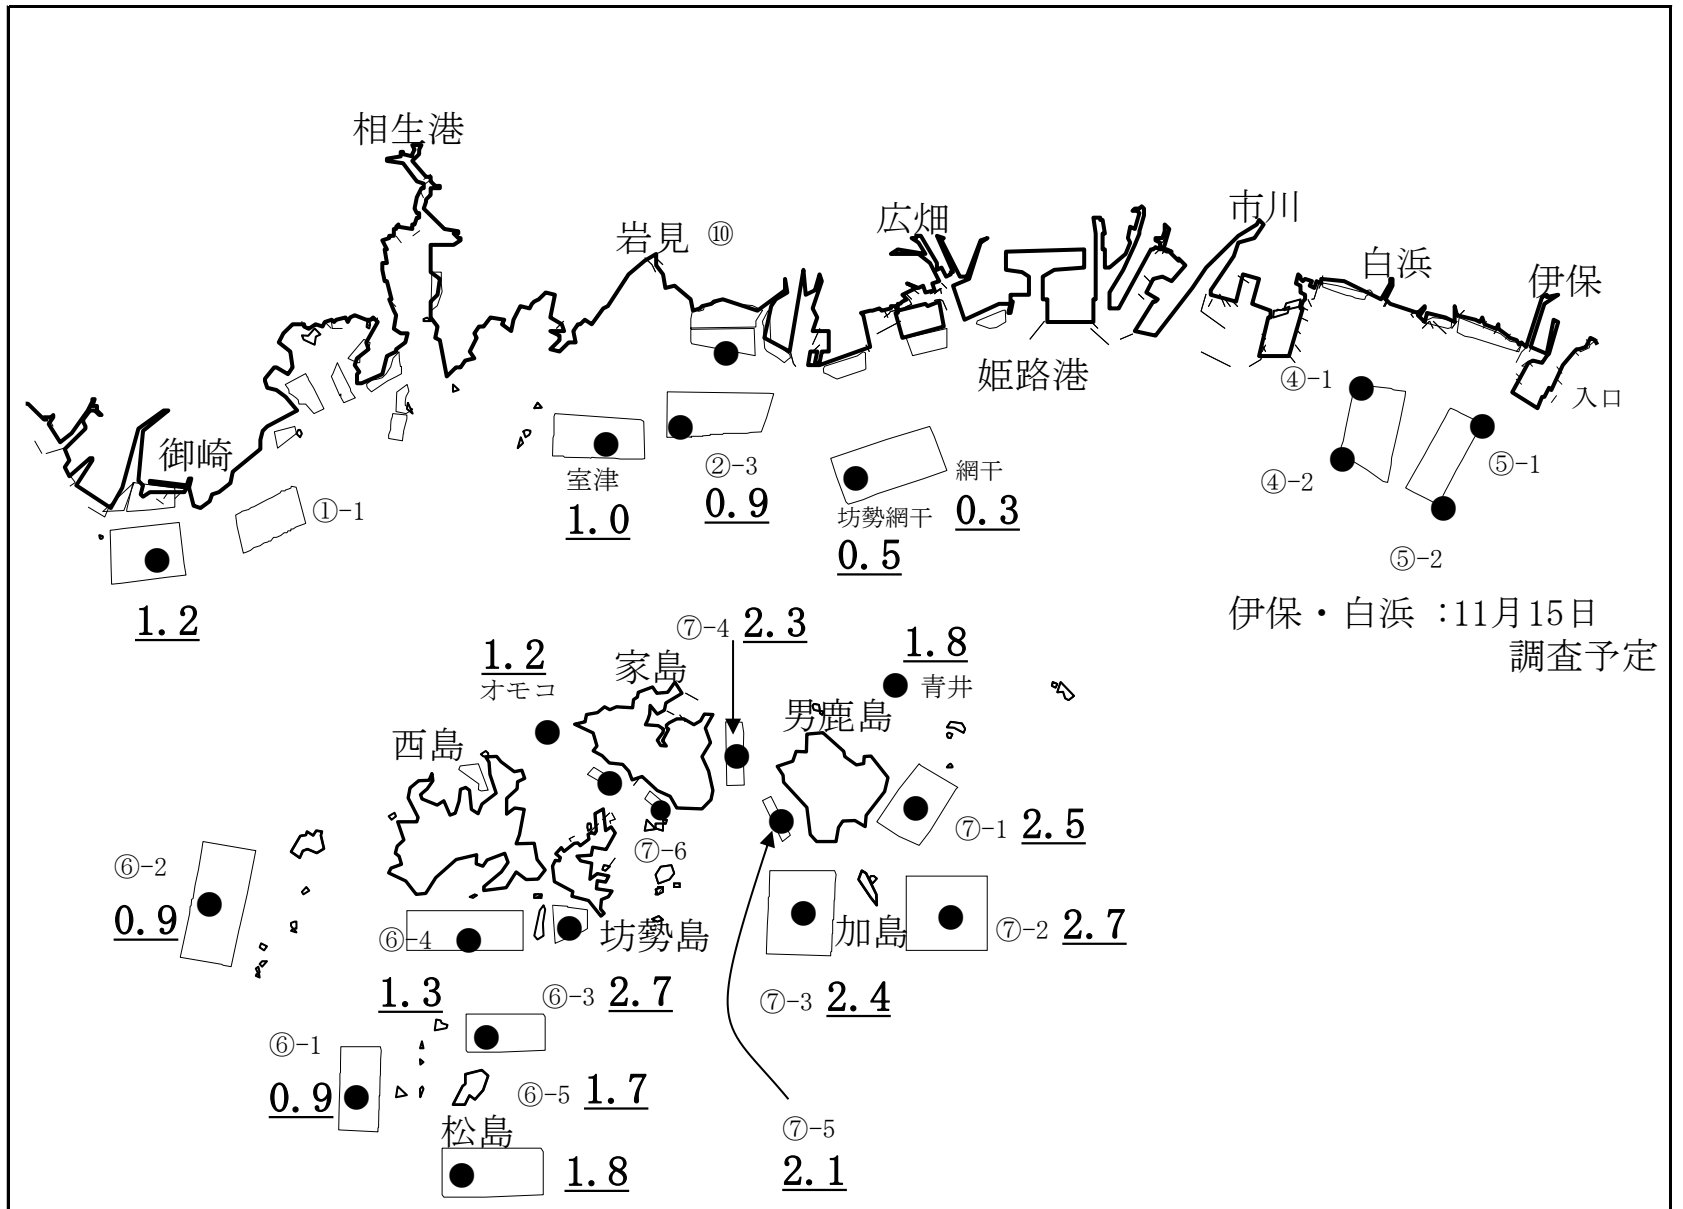 相生港
岩見 ⑩
広畑
市川
白浜
伊保
姫路港
④-1
入口
御崎
①-1
室津
1.0
②-3
0.9
網干
0.3
坊勢網干
0.5
④-2
⑤-1
⑤-2
1.2
伊保・白浜 :11月15日
調査予定
⑦-4 2.3
1.8
青井
1.2
オモコ
家島
男鹿島
西島
⑦-1 2.5
⑦-6
⑥-2
0.9
⑥-4
坊勢島
加島
⑦-2 2.7
1.3
⑥-3 2.7
⑦-3 2.4
⑥-1
0.9
⑥-5 1.7
松島
1.8
⑦-5
2.1